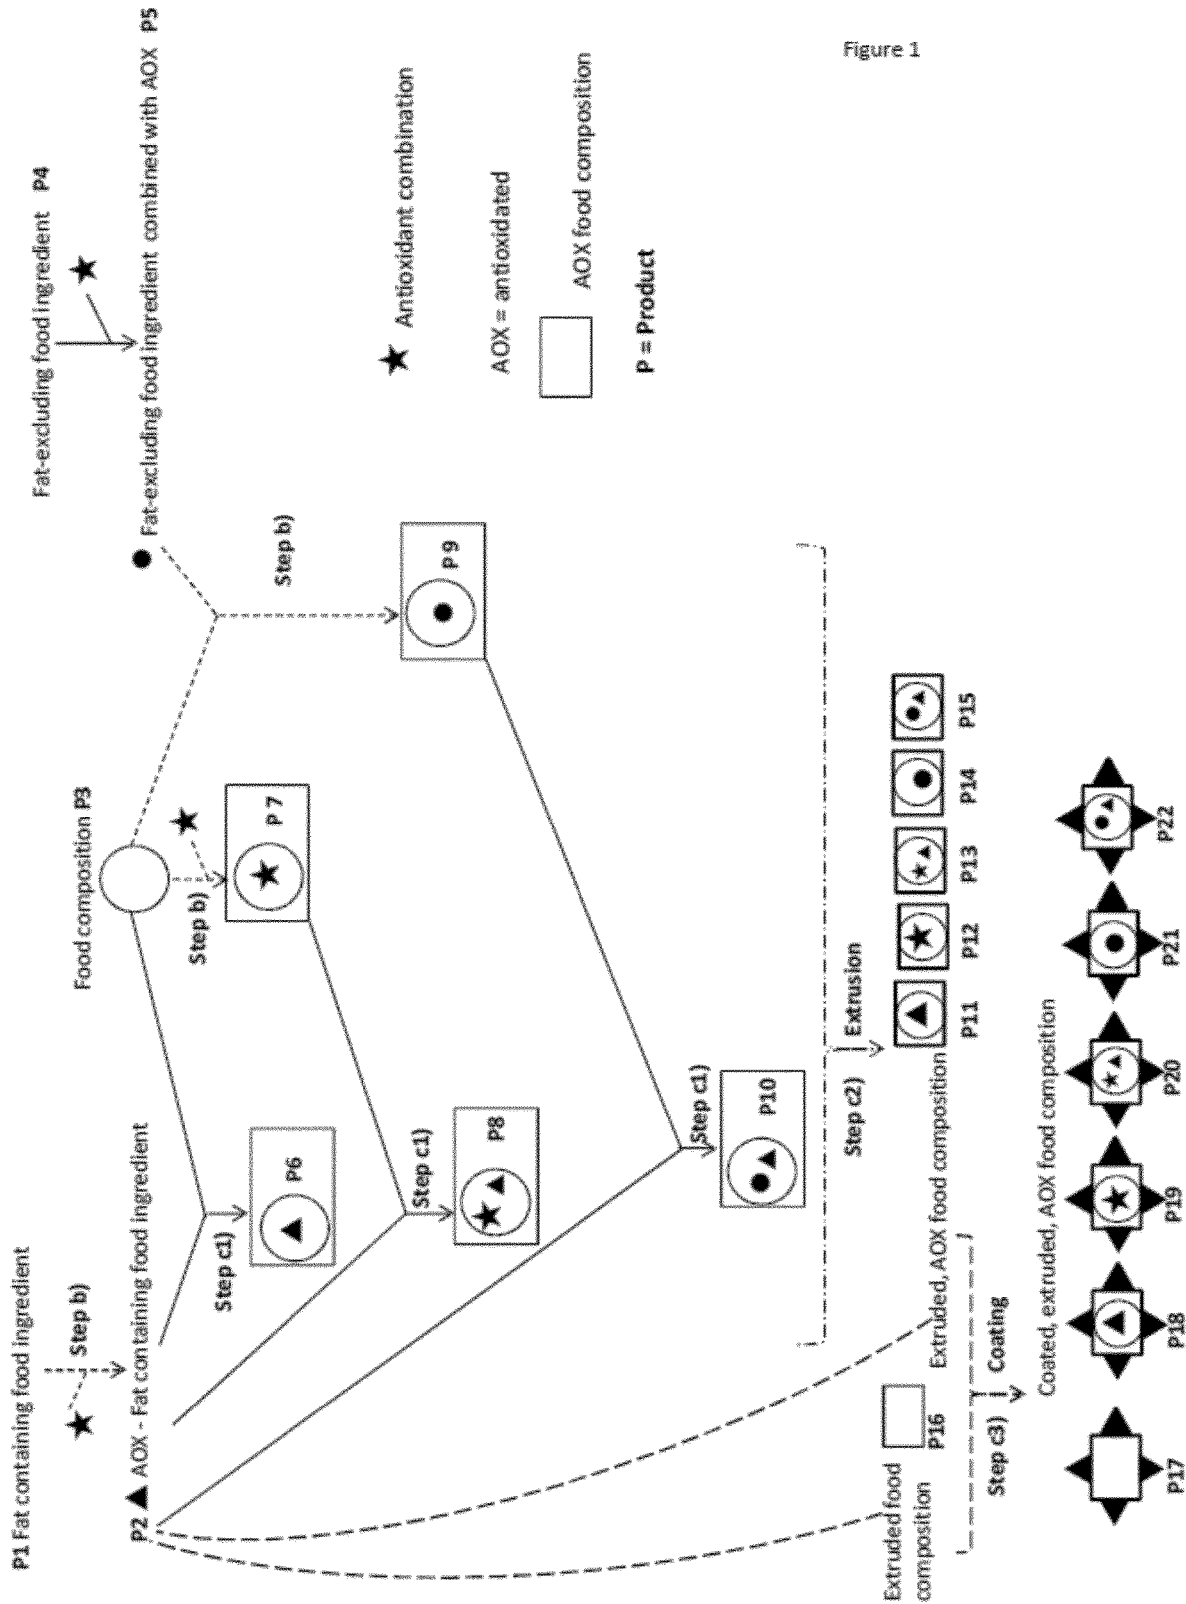 P1 Fat containing food ingredient
Step b)
P2
AOX - Fat containing food ingredient
Food composition P3
Step b)
P7
Fat-excluding food ingredient P4
Fat-excluding food ingredient combined with AOX P5
Step b)
P9
Step c1)
P6
Step c1)
P8
Step c1)
P10
Antioxidant combination
AOX = antioxidated
AOX food composition
P = Product
Step c2)
Extrusion
Extruded food
composition
P16
Extruded, AOX food composition
P11
P12
P13
P14
P15
Step c3)
Coating
Coated, extruded, AOX food composition
P17
P18
P19
P20
P21
P22
Figure 1